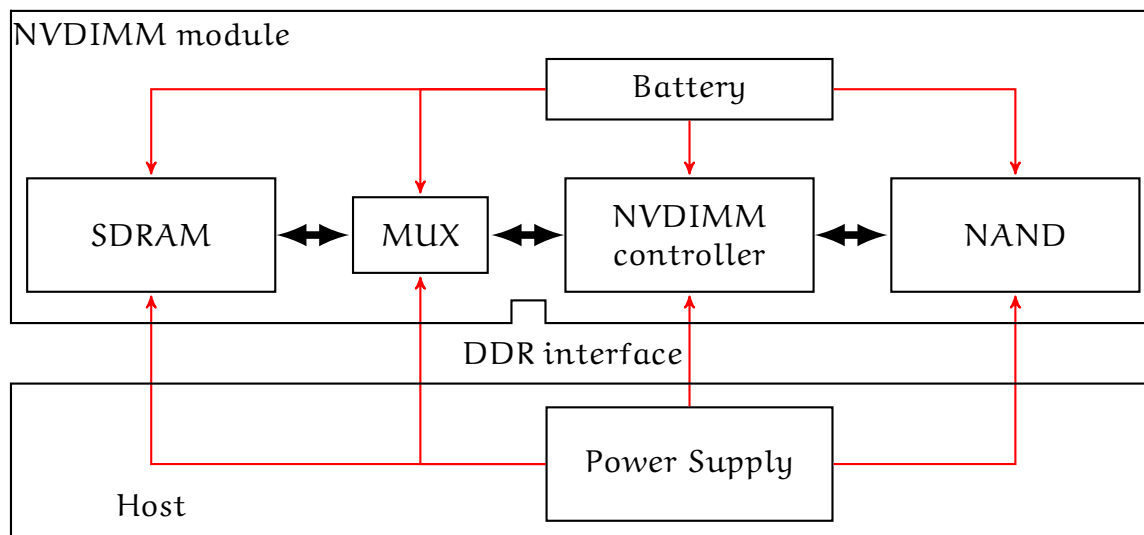 NVDIMM module
Battery
SDRAM
MUX
NVDIMM
controller
NAND
DDR interface
Power Supply
Host